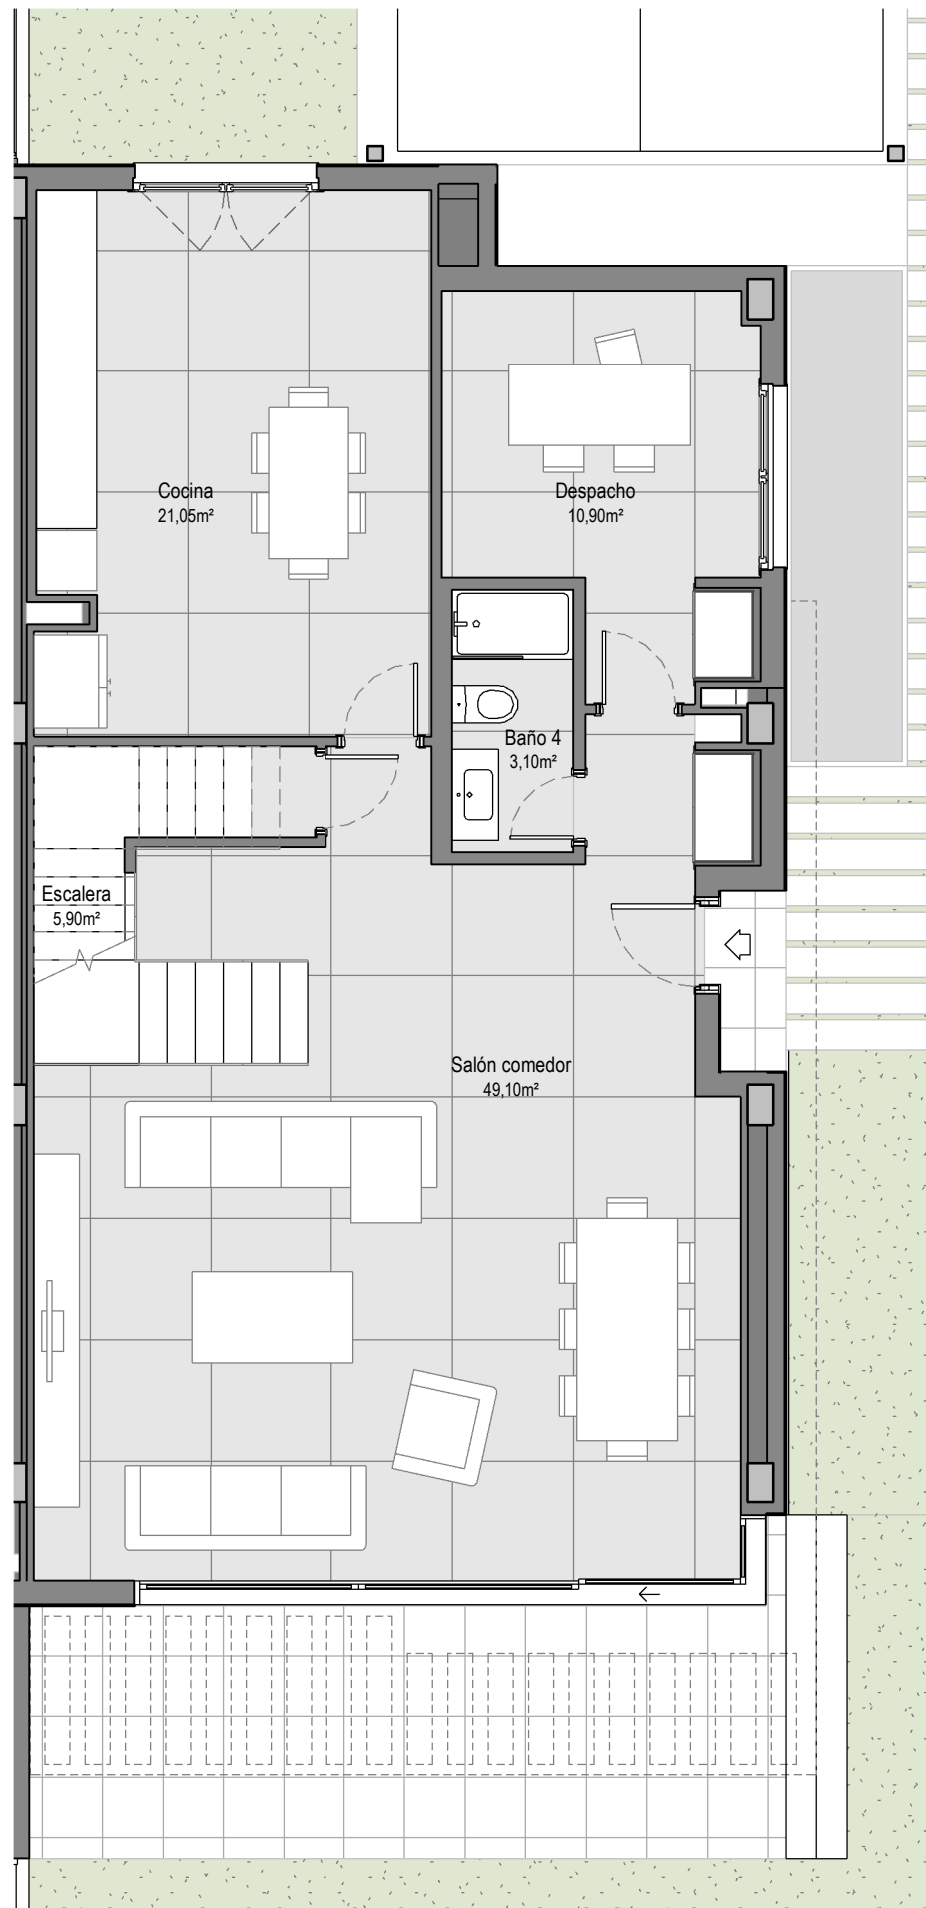 Cocina
21,05m²
Despacho
10,90m²
Baño 4
3,10m²
Escalera
5,90m²
Salón comedor
49,10m²